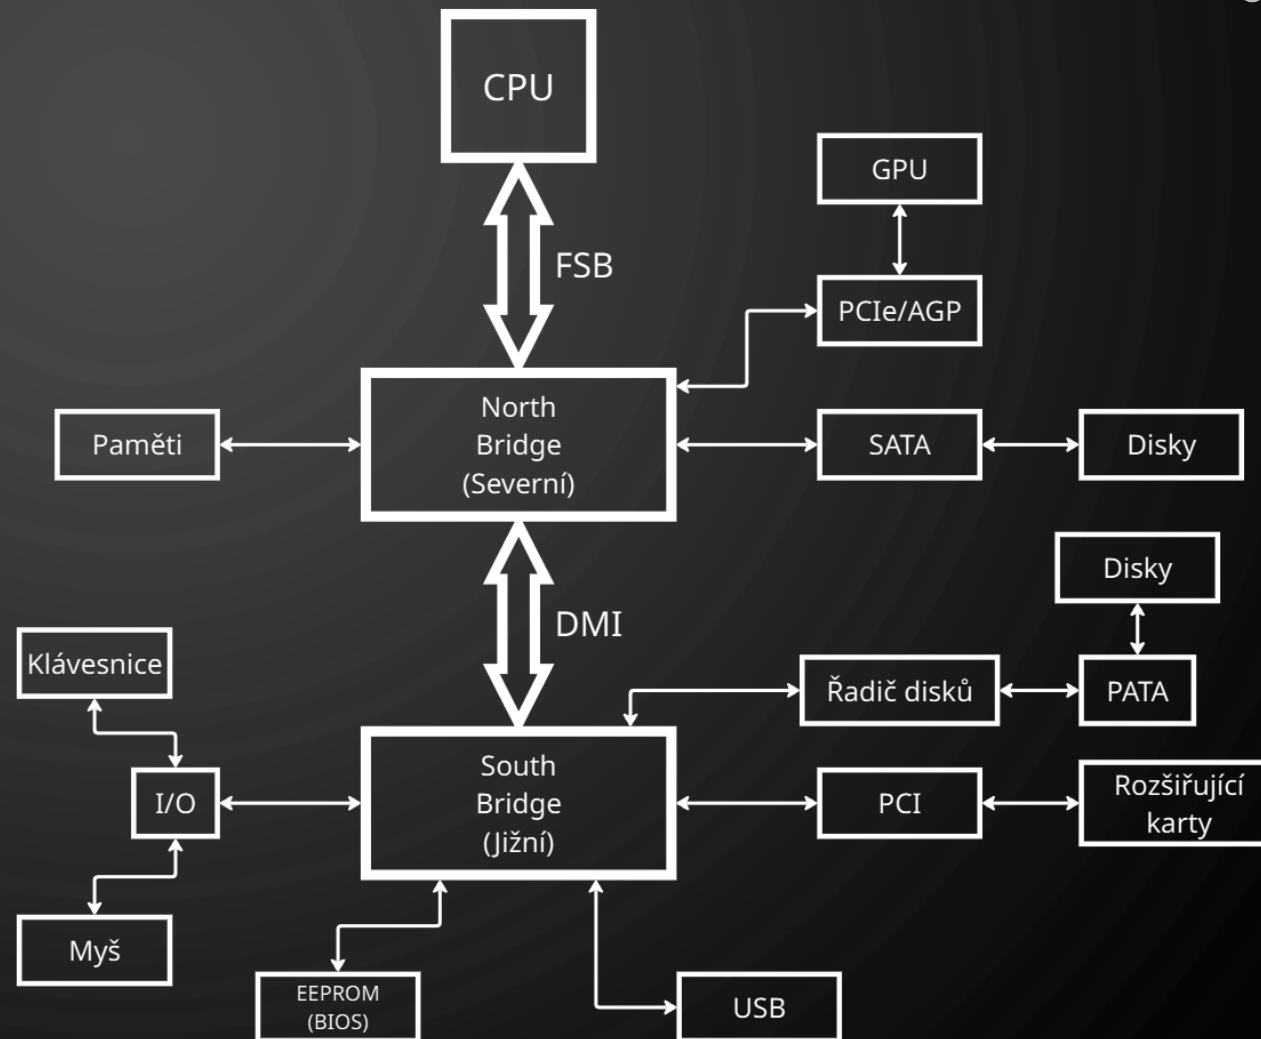 CPU
GPU
FSB
PCIe/AGP
North
Bridge
(Severní)
Paměti
SATA
Disky
Disky
DMI
Klávesnice
Řadič disků
PATA
South
Bridge
(Jižní)
I/O
PCI
Rozšiřující
karty
Myš
EEPROM
(BIOS)
USB